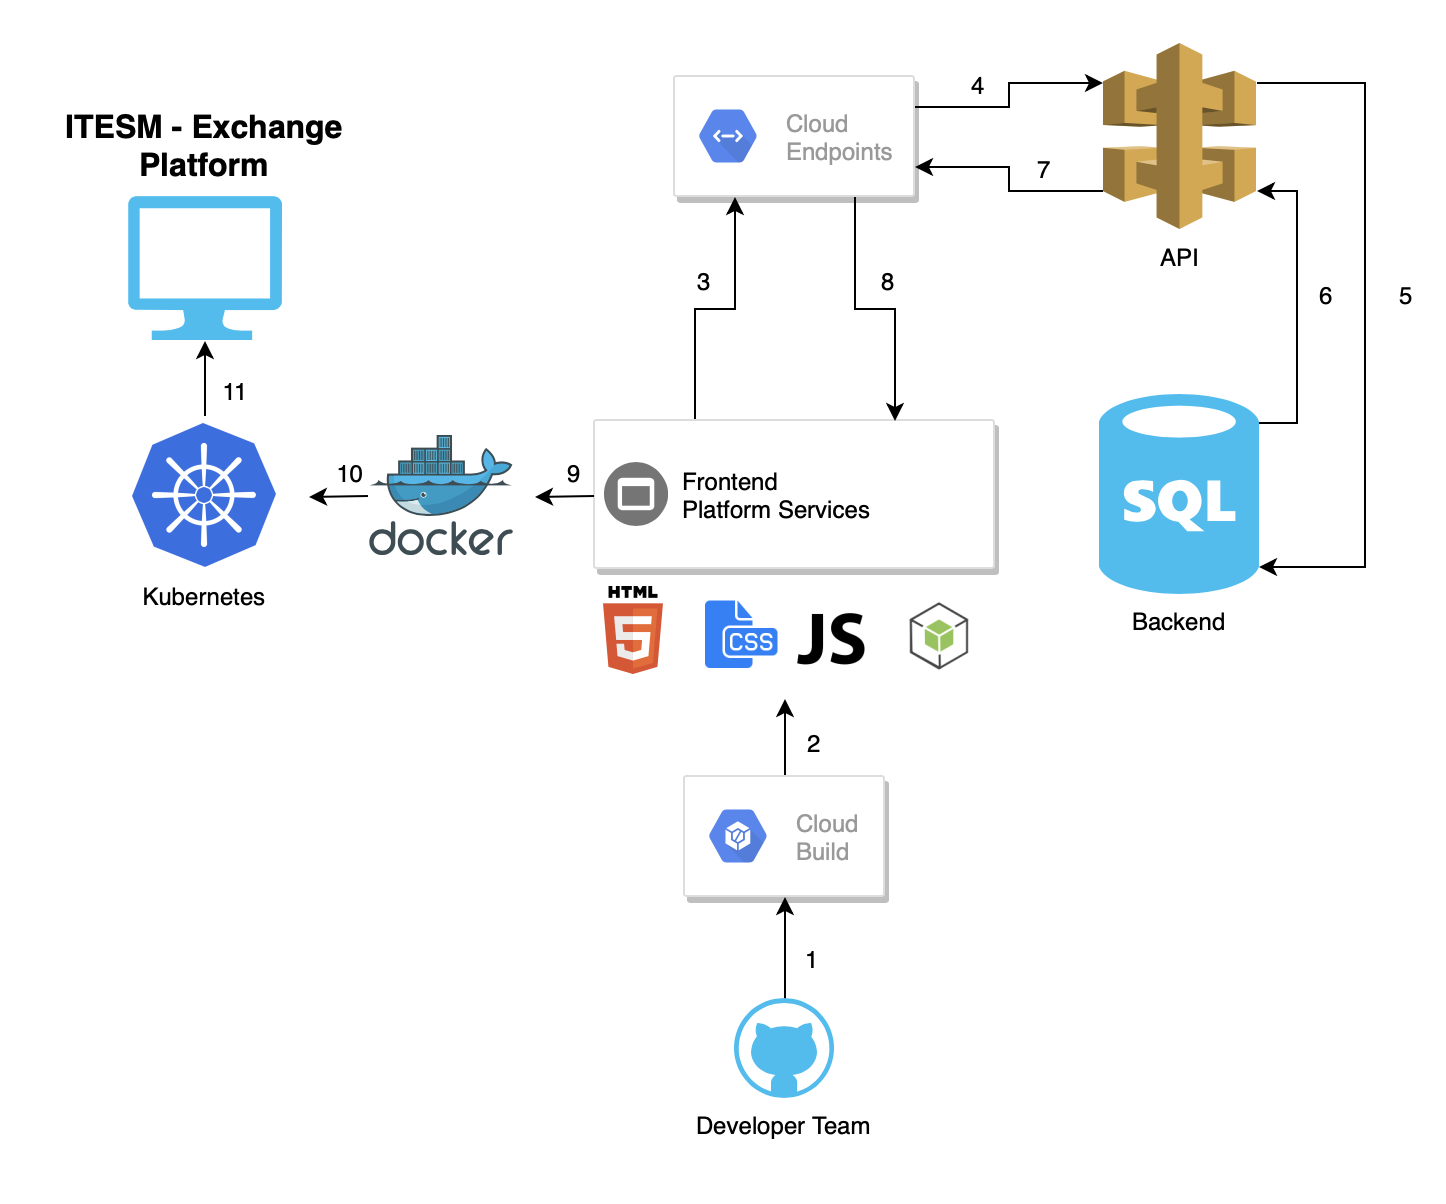 ITESM - Exchange
Platform
Cloud
Endpoints
4
7
API
3
8
6
5
11
Kubernetes
10
docker
9
Frontend
Platform Services
HTML
5
CSS
JS
SQL
Backend
2
Cloud
Build
1
Developer Team